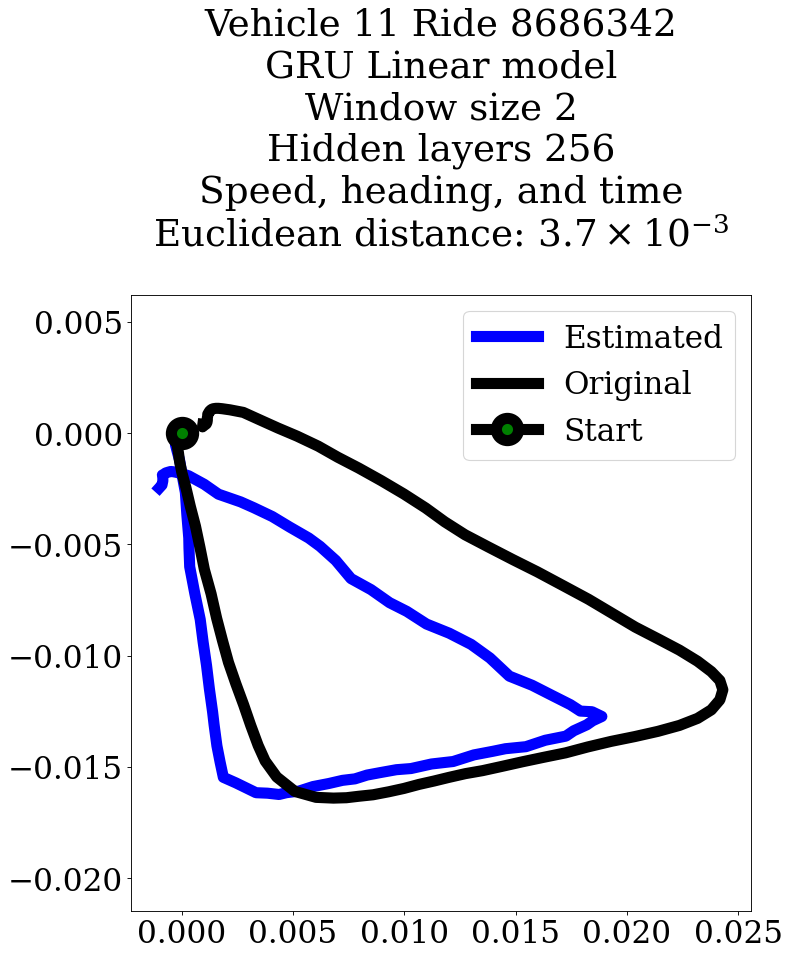 Vehicle 11 Ride 8686342
GRU Linear model
Window size 2
Hidden layers 256
Speed, heading, and time
Euclidean distance: 3.7 × 10⁻³
Estimated
Original
Start
0.005
0.000
−0.005
−0.010
−0.015
−0.020
0.000 0.005 0.010 0.015 0.020 0.025